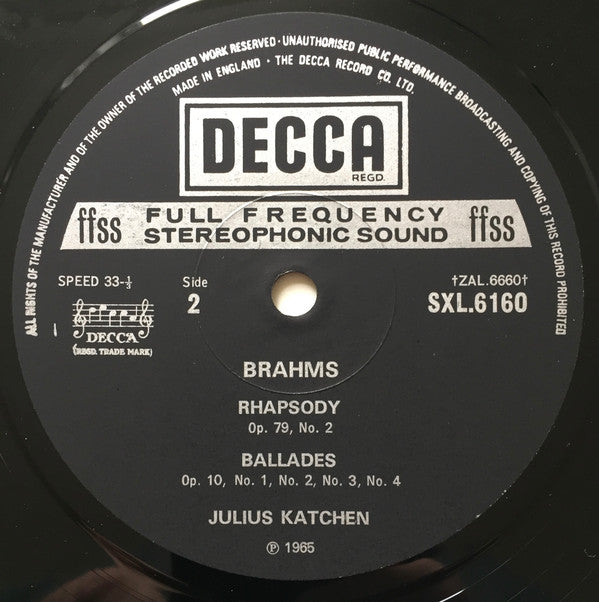 ALL RIGHTS OF THE MANUFACTURER AND OF THE OWNER OF THE RECORDED WORK RESERVED · UNAUTHORISED PUBLIC PERFORMANCE BROADCASTING AND COPYING OF THIS RECORD PROHIBITED
MADE IN ENGLAND · THE DECCA RECORD CO. LTD.
DECCA
REGD.
ffss FULL FREQUENCY ffss
STEREOPHONIC SOUND
SPEED 33-⅓ Side †ZAL.6660†
2 SXL.6160
DECCA
(REGD. TRADE MARK)
BRAHMS
RHAPSODY
Op. 79, No. 2
BALLADES
Op. 10, No. 1, No. 2, No. 3, No. 4
JULIUS KATCHEN
℗ 1965